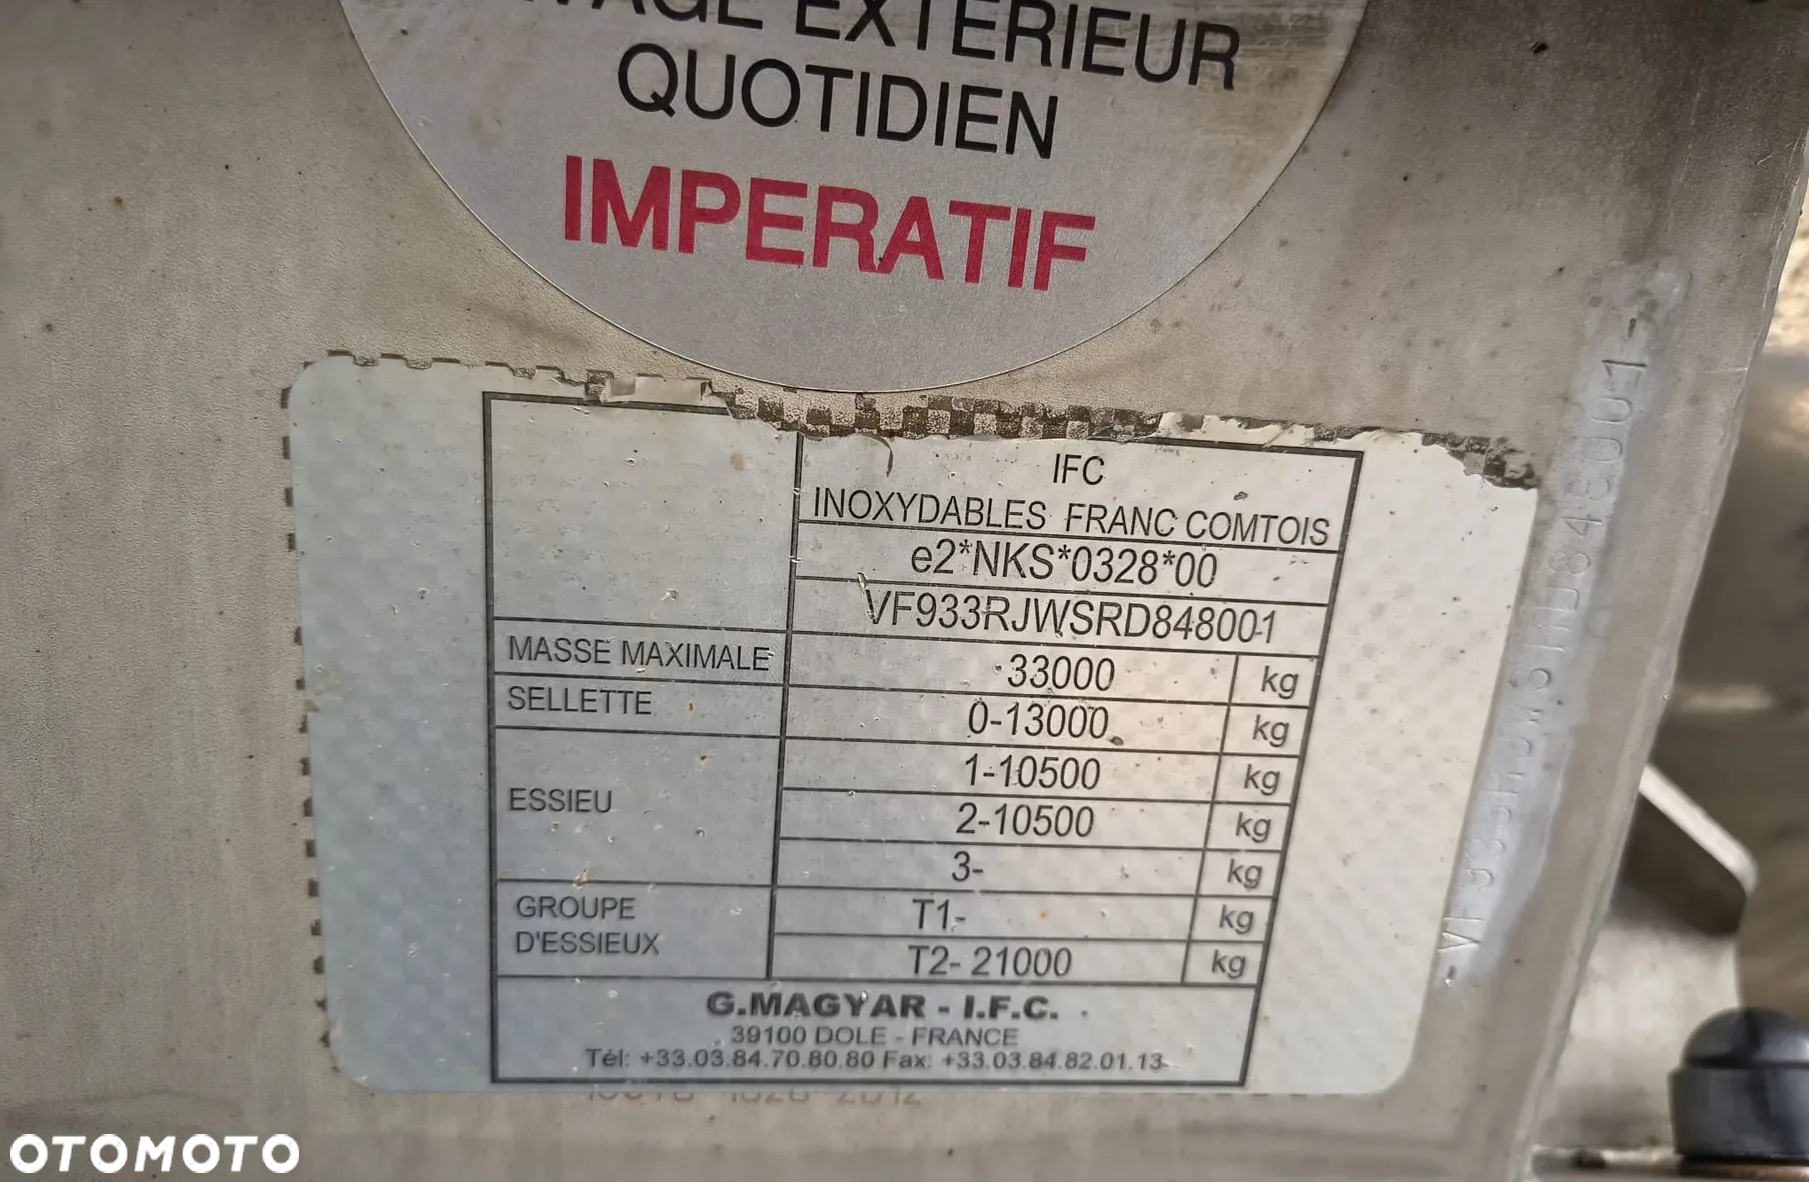 EXTERIEUR
QUOTIDIEN
IMPERATIF
IFC
INOXYDABLES FRANC COMTOIS
e2*NKS*0328*00
VF933RJWSRD848001
MASSE MAXIMALE 33000 kg
SELLETTE 0-13000 kg
ESSIEU
1-10500 kg
2-10500 kg
3- kg
GROUPE
D'ESSIEUX
T1- kg
T2- 21000 kg
G.MAGYAR - I.F.C.
39100 DOLE - FRANCE
Tél: +33.03.84.70.80.80 Fax: +33.03.84.82.01.13
OTOMOTO